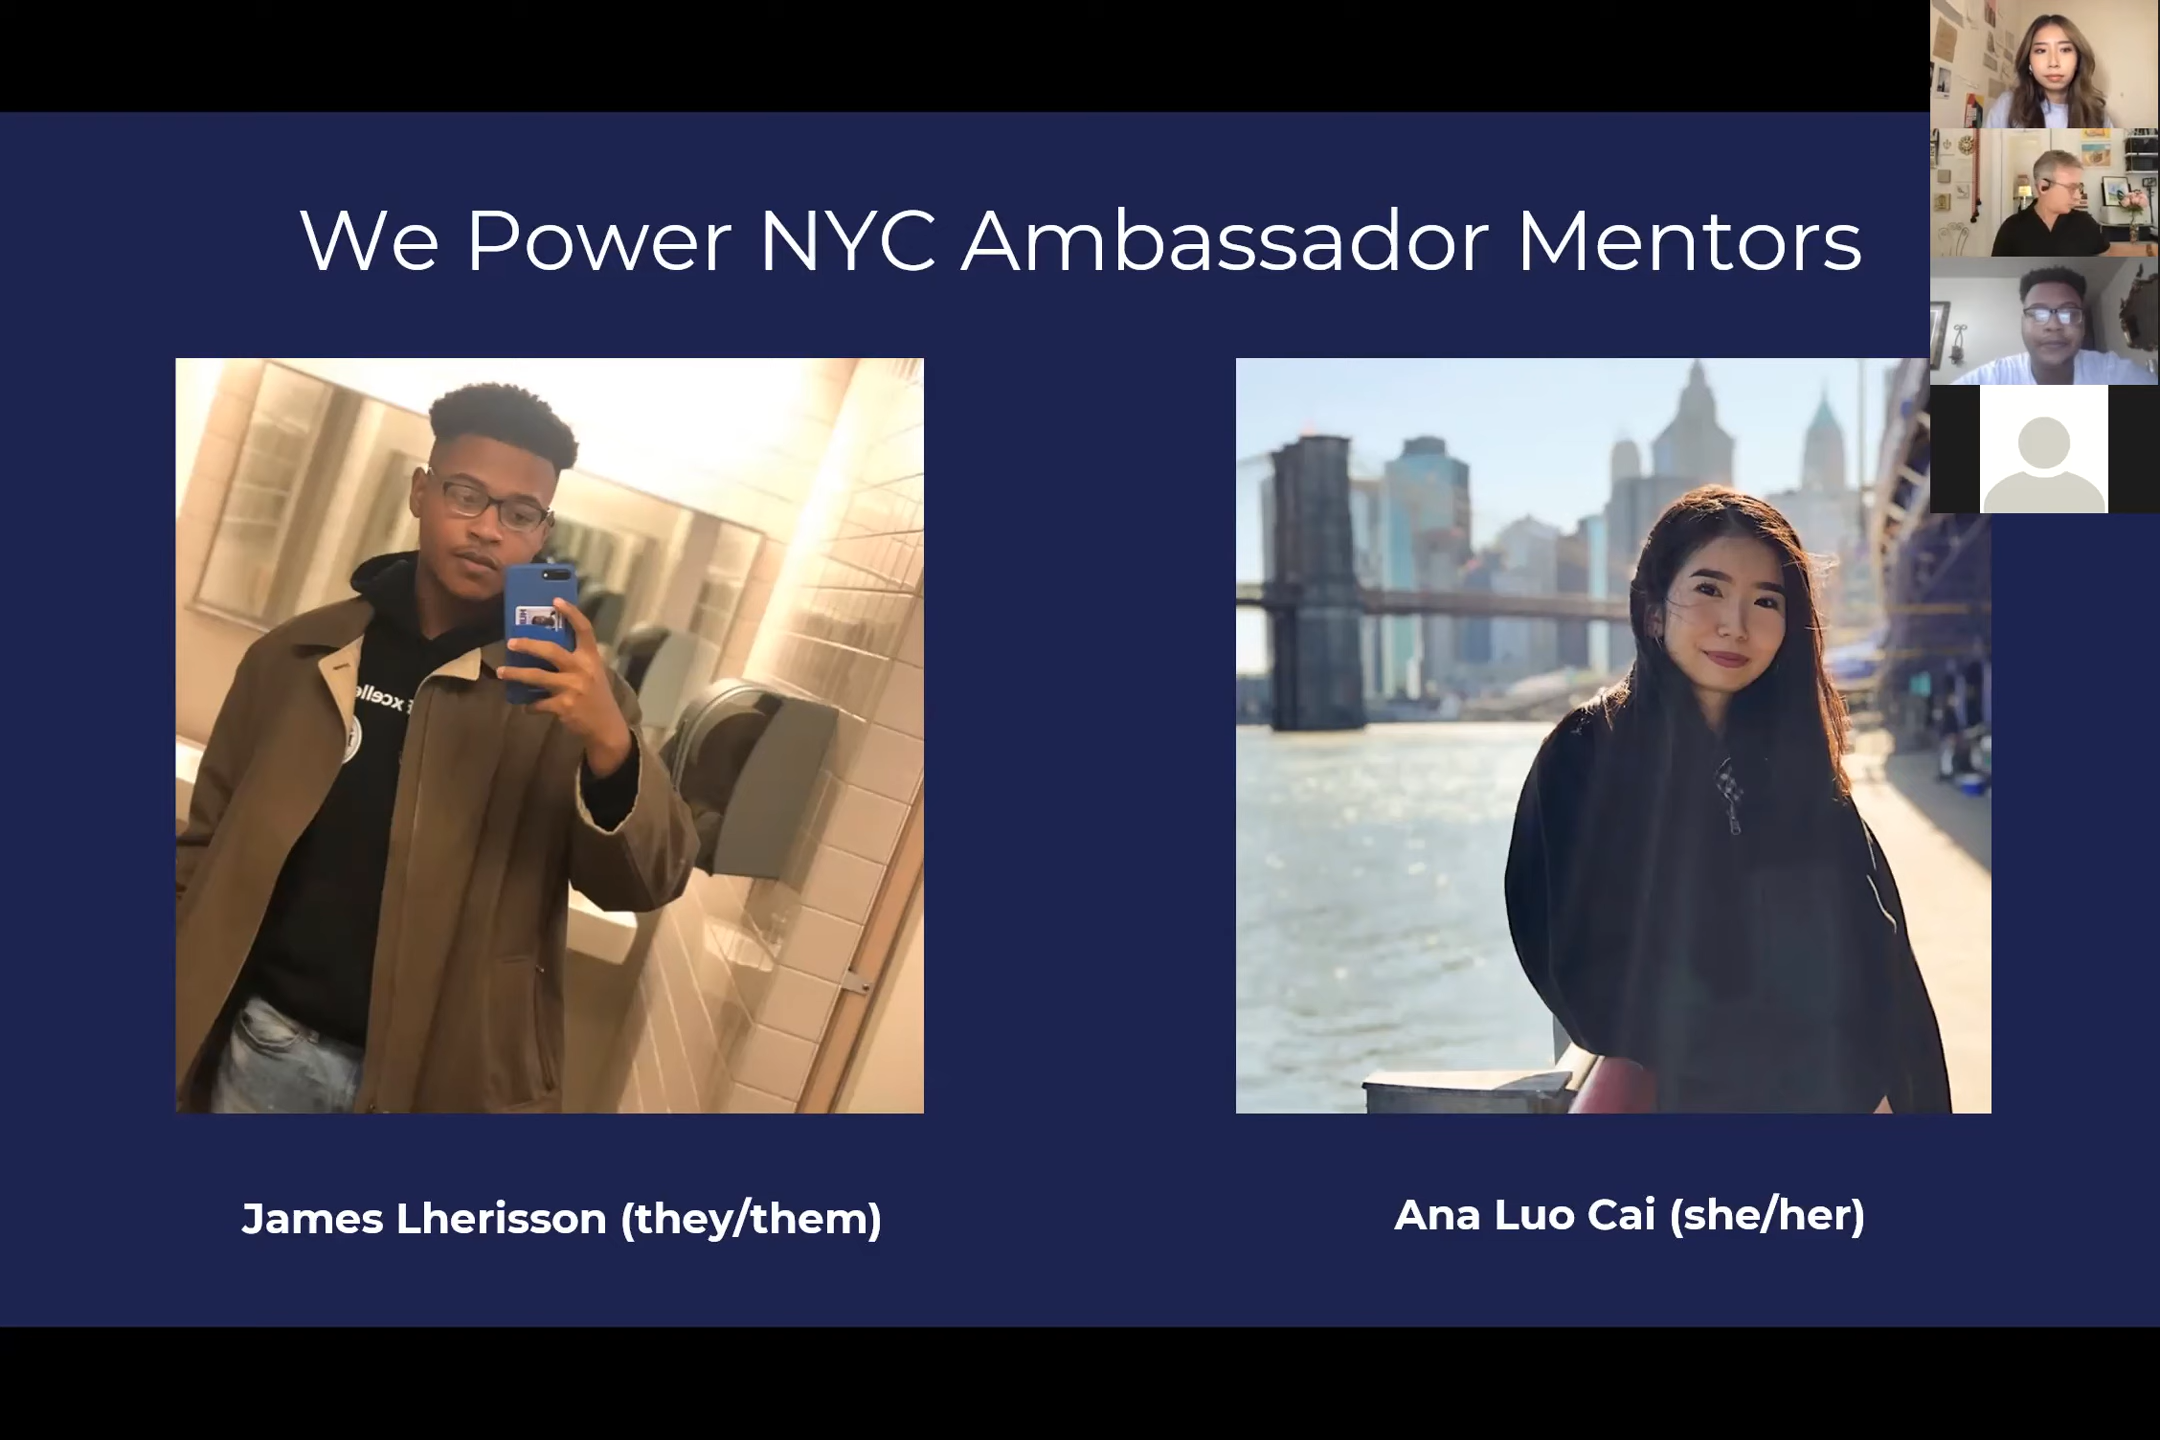 We Power NYC Ambassador Mentors
James Lherisson (they/them)
Ana Luo Cai (she/her)